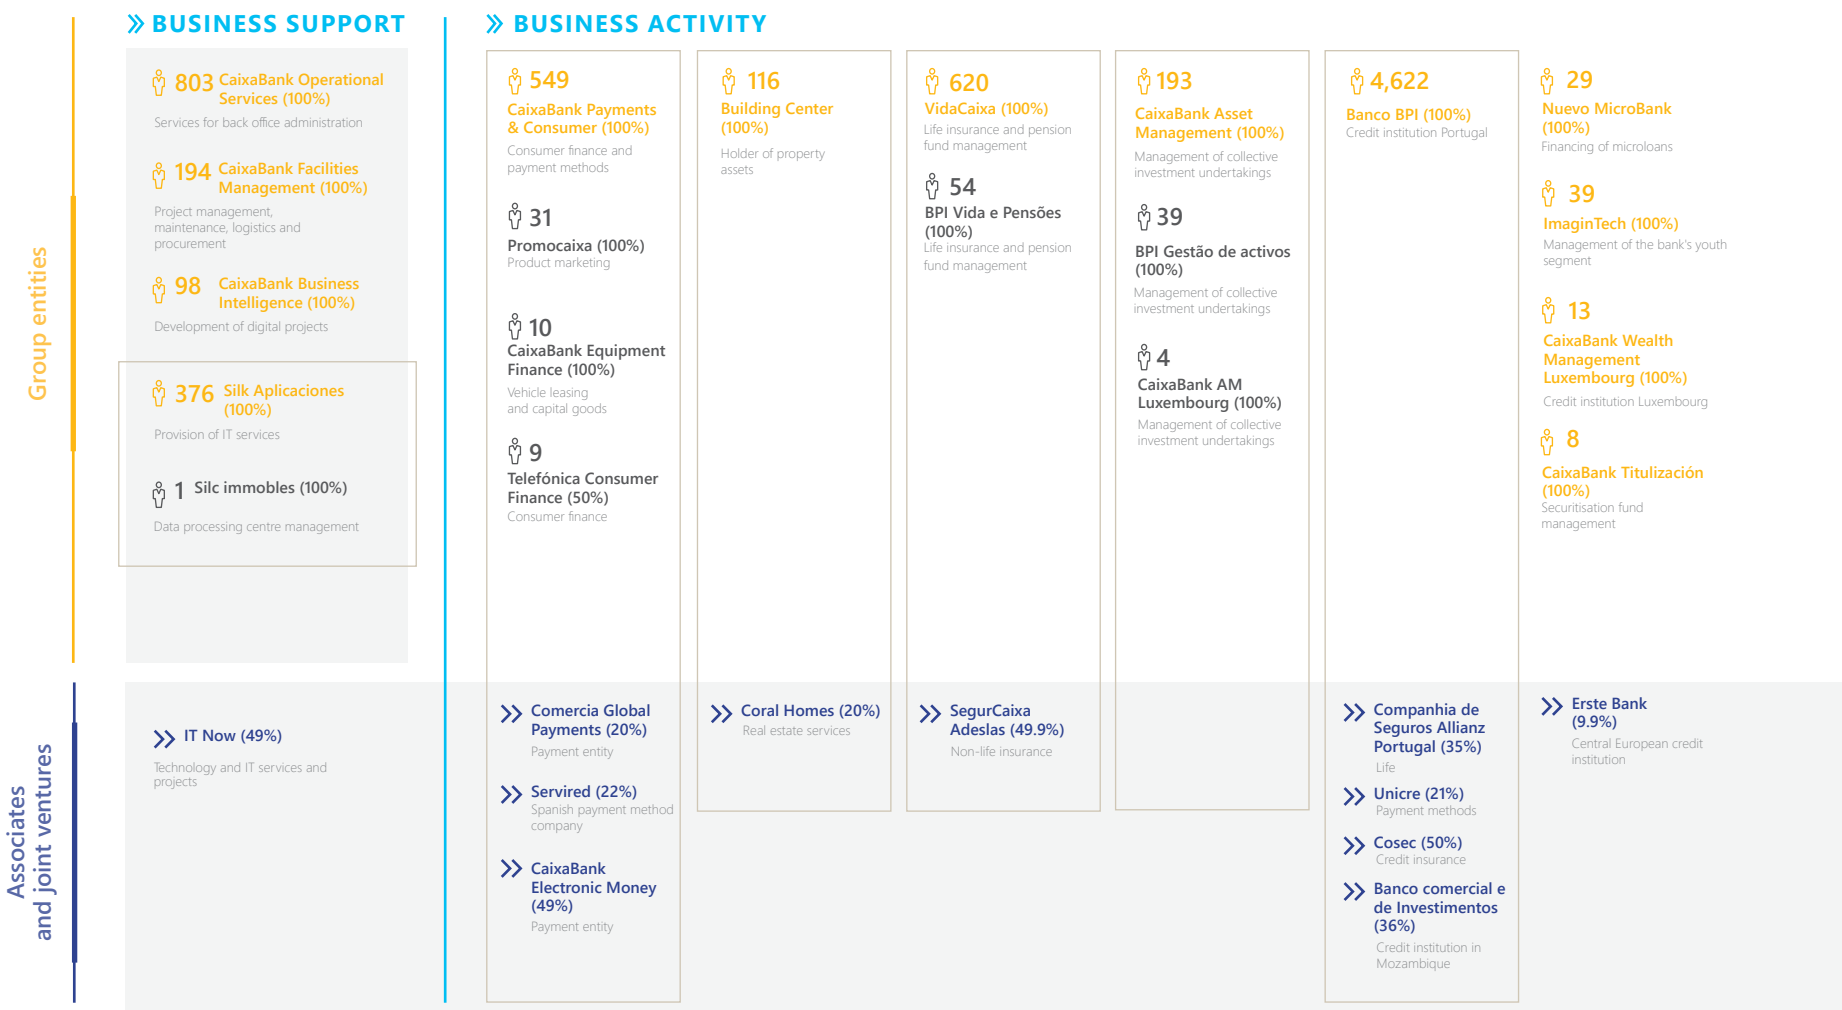 BUSINESS SUPPORT
BUSINESS ACTIVITY
Group entities
803 CaixaBank Operational
Services (100%)
Services for back office administration
194 CaixaBank Facilities
Management (100%)
Project management,
maintenance, logistics and
procurement
98 CaixaBank Business
Intelligence (100%)
Development of digital projects
376 Silk Aplicaciones
(100%)
Provision of IT services
1 Silc immobles (100%)
Data processing centre management
549
CaixaBank Payments
& Consumer (100%)
Consumer finance and
payment methods
31
Promocaixa (100%)
Product marketing
10
CaixaBank Equipment
Finance (100%)
Vehicle leasing
and capital goods
9
Telefónica Consumer
Finance (50%)
Consumer finance
116
Building Center
(100%)
Holder of property
assets
620
VidaCaixa (100%)
Life insurance and pension
fund management
54
BPI Vida e Pensões
(100%)
Life insurance and pension
fund management
193
CaixaBank Asset
Management (100%)
Management of collective
investment undertakings
39
BPI Gestão de activos
(100%)
Management of collective
investment undertakings
4
CaixaBank AM
Luxembourg (100%)
Management of collective
investment undertakings
4,622
Banco BPI (100%)
Credit institution Portugal
29
Nuevo MicroBank
(100%)
Financing of microloans
39
ImaginTech (100%)
Management of the bank's youth
segment
13
CaixaBank Wealth
Management
Luxembourg (100%)
Credit institution Luxembourg
8
CaixaBank Titulización
(100%)
Securitisation fund
management
Associates
and joint ventures
IT Now (49%)
Technology and IT services and
projects
Comercia Global
Payments (20%)
Payment entity
Servired (22%)
Spanish payment method
company
CaixaBank
Electronic Money
(49%)
Payment entity
Coral Homes (20%)
Real estate services
SegurCaixa
Adeslas (49.9%)
Non-life insurance
Companhia de
Seguros Allianz
Portugal (35%)
Life
Unicre (21%)
Payment methods
Cosec (50%)
Credit insurance
Banco comercial e
de Investimentos
(36%)
Credit institution in
Mozambique
Erste Bank
(9.9%)
Central European credit
institution